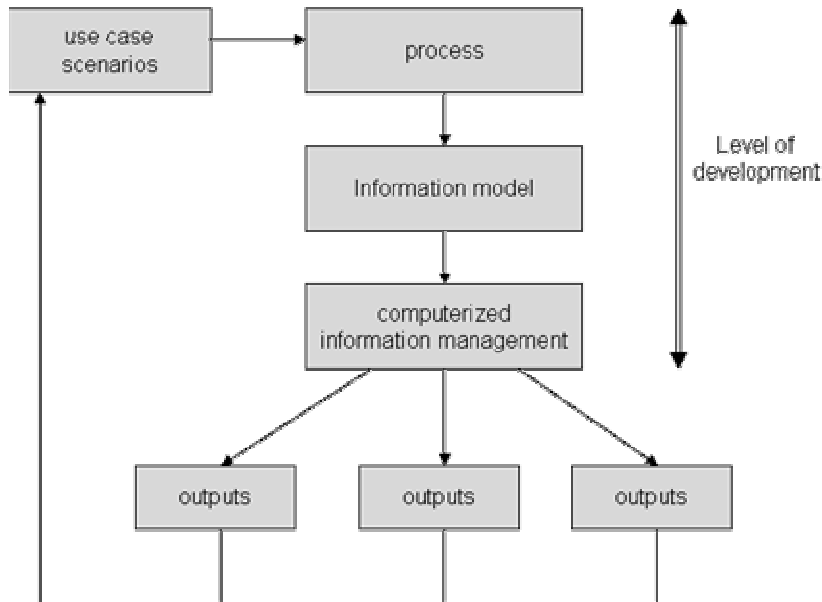 use case
scenarios
process
Level of
development
Information model
computerized
information management
outputs
outputs
outputs